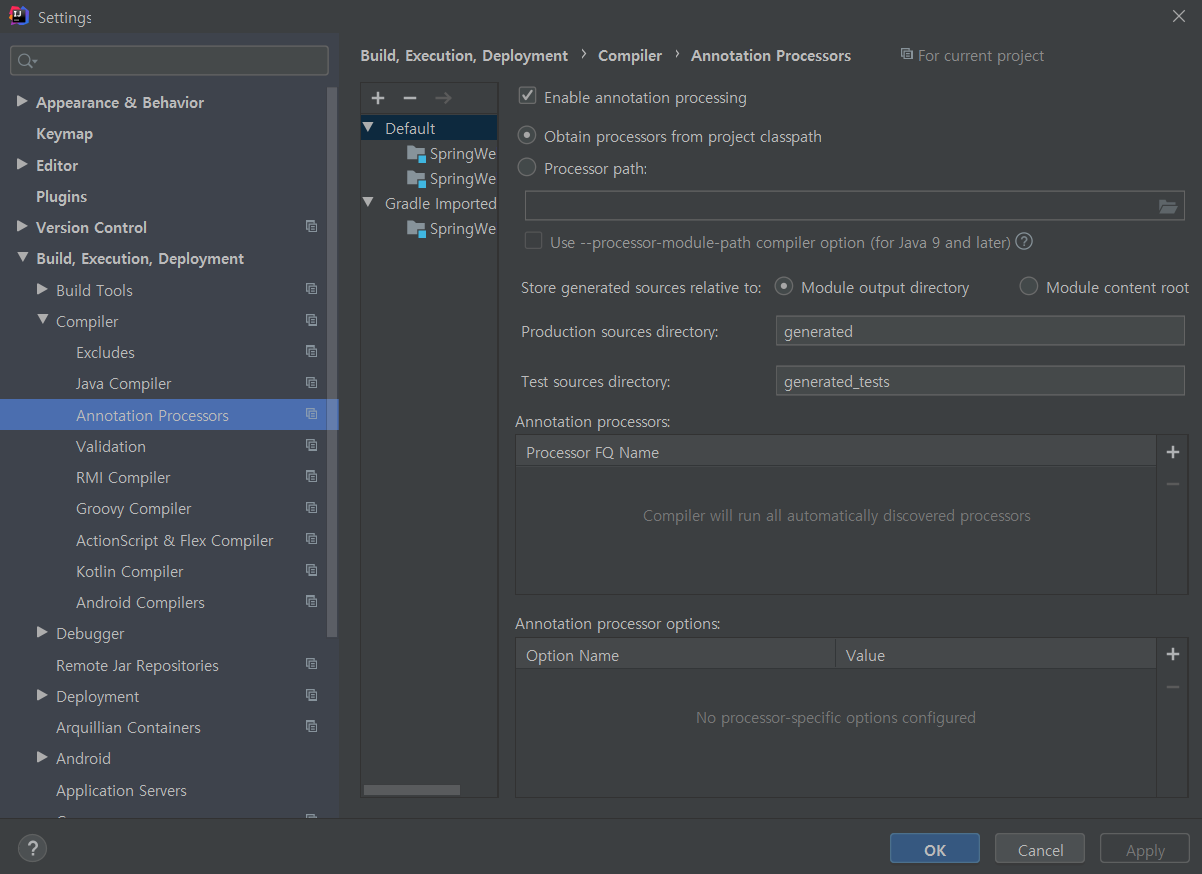 Settings
Appearance & Behavior
Keymap
Editor
Plugins
Version Control
Build, Execution, Deployment
Build Tools
Compiler
Excludes
Java Compiler
Annotation Processors
Validation
RMI Compiler
Groovy Compiler
ActionScript & Flex Compiler
Kotlin Compiler
Android Compilers
Debugger
Remote Jar Repositories
Deployment
Arquillian Containers
Android
Application Servers
Build, Execution, Deployment › Compiler › Annotation Processors For current project
Default
SpringWe
SpringWe
Gradle Imported
SpringWe
Enable annotation processing
Obtain processors from project classpath
Processor path:
Use --processor-module-path compiler option (for Java 9 and later) ?
Store generated sources relative to: Module output directory Module content root
Production sources directory: generated
Test sources directory: generated_tests
Annotation processors:
Processor FQ Name
Compiler will run all automatically discovered processors
Annotation processor options:
Option Name Value
No processor-specific options configured
? OK Cancel Apply